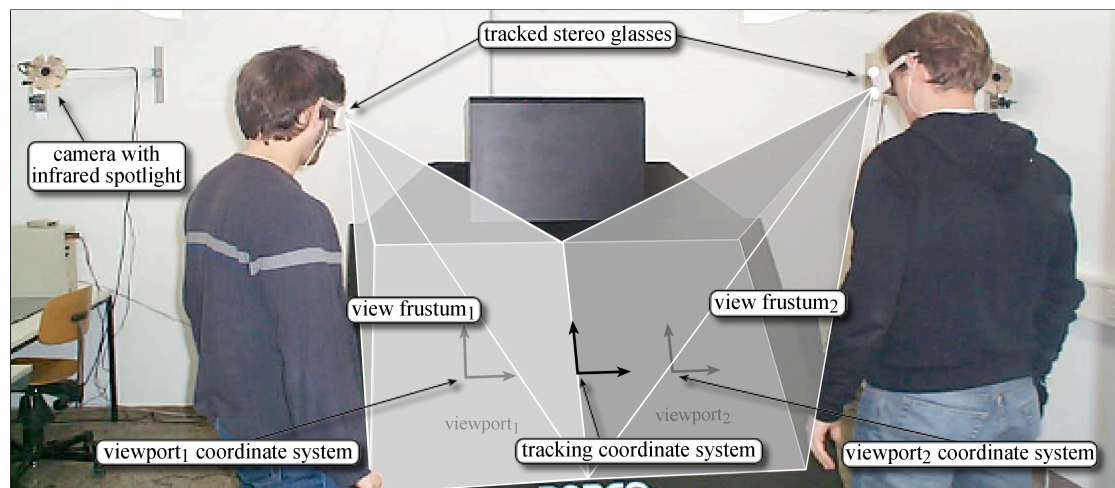 tracked stereo glasses
camera with
infrared spotlight
view frustum1
view frustum2
viewport1
viewport2
viewport1 coordinate system
tracking coordinate system
viewport2 coordinate system